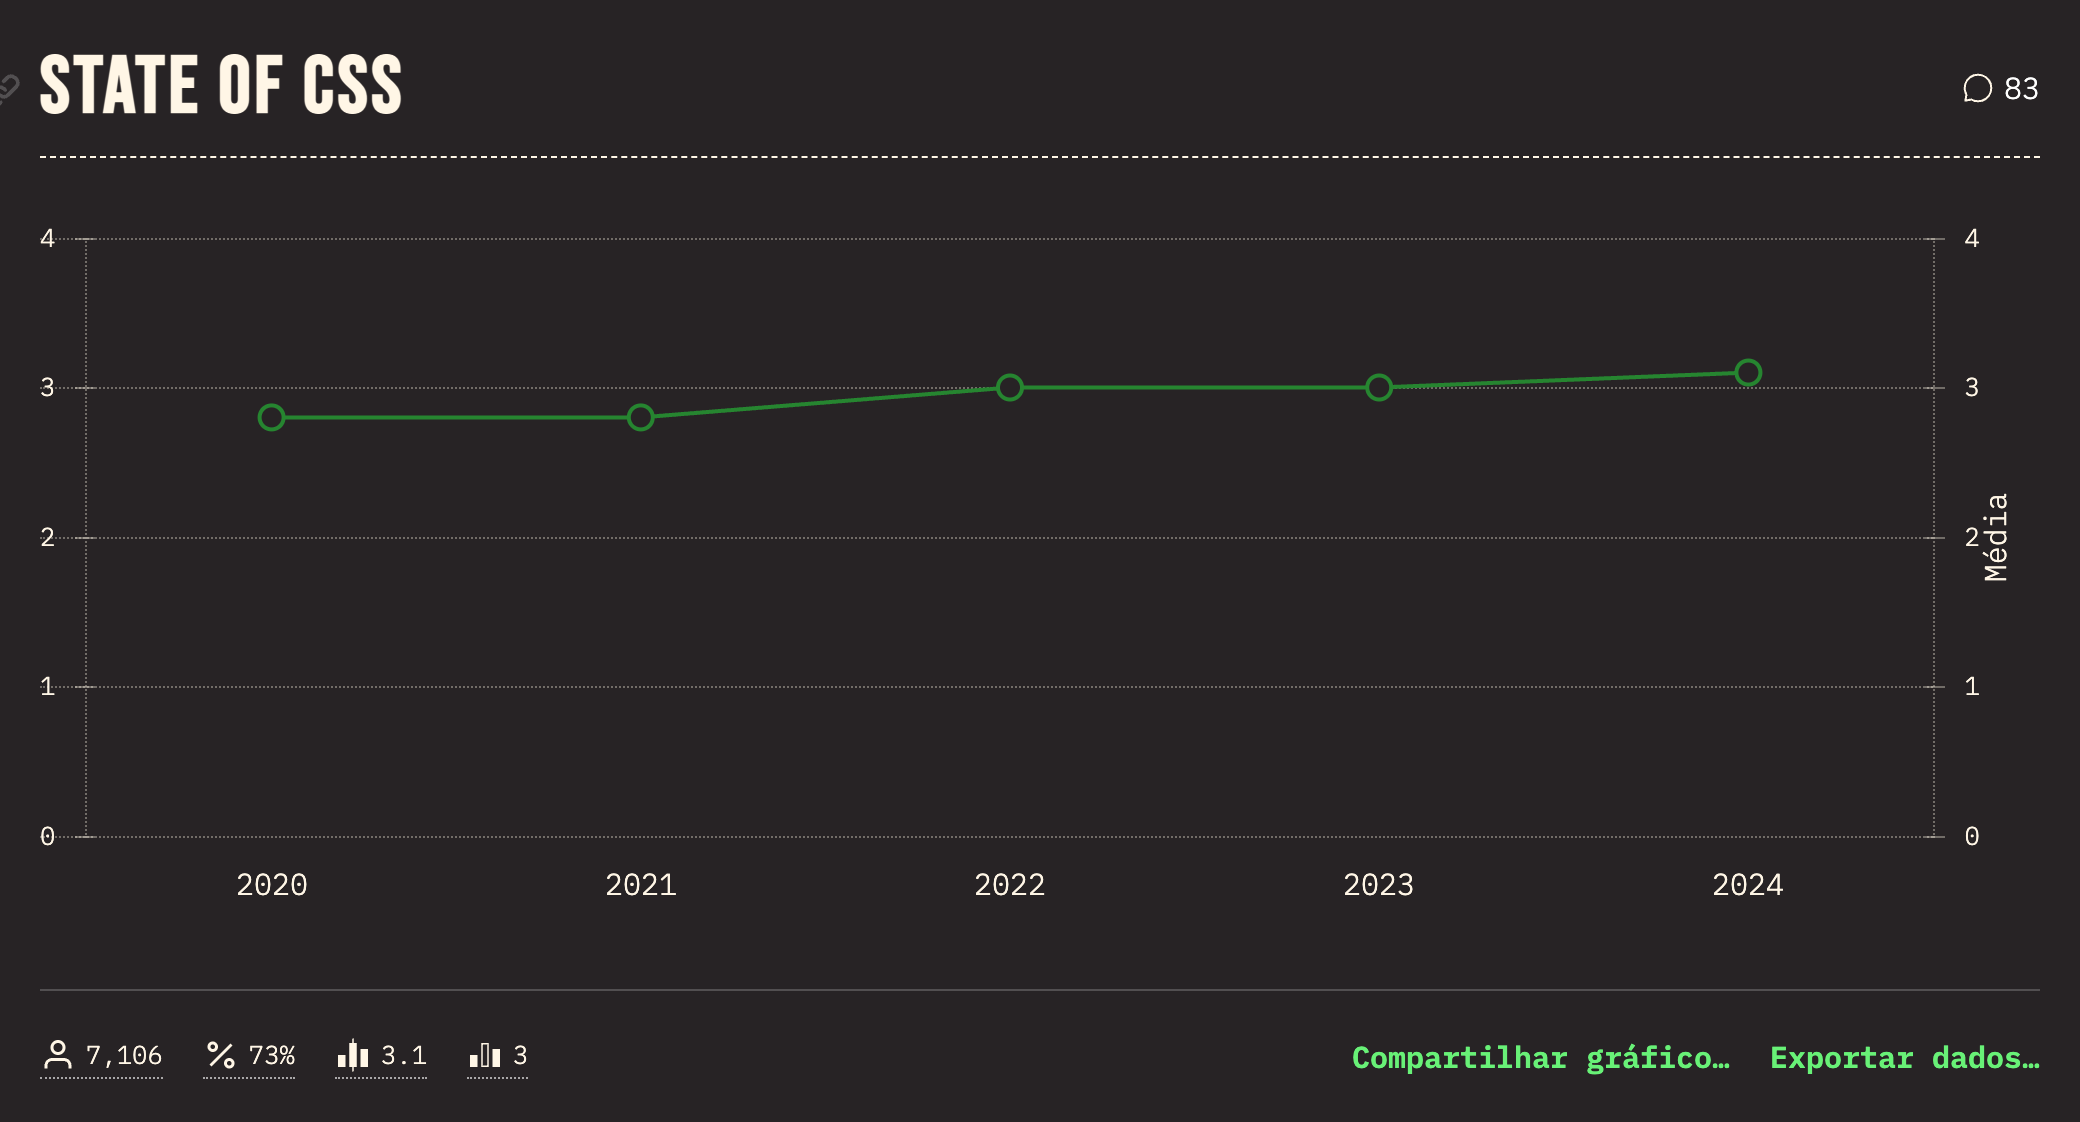 STATE OF CSS
83
4 4
3 3
2 2
Média
1 1
0 0
2020 2021 2022 2023 2024
7,106 73% 3.1 3 Compartilhar gráfico… Exportar dados…